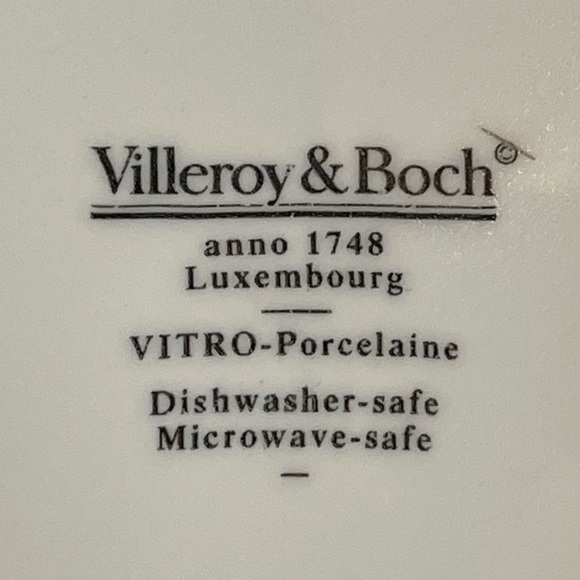 Villeroy & Boch©
anno 1748
Luxembourg
VITRO-Porcelaine
Dishwasher-safe
Microwave-safe